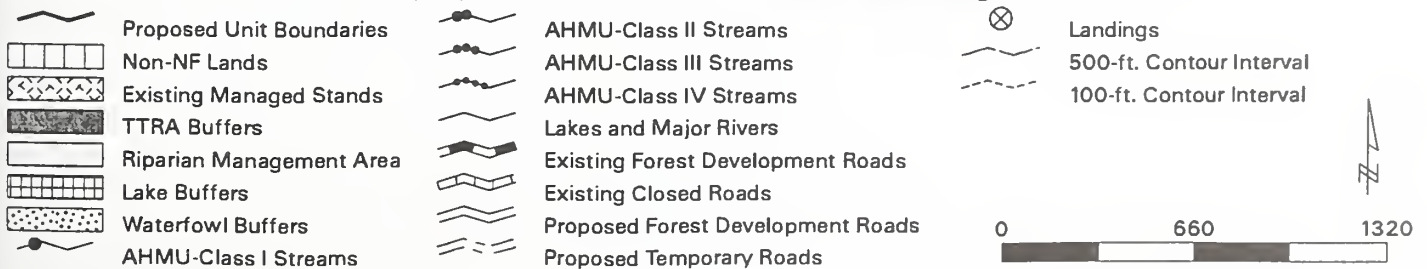 Proposed Unit Boundaries
Non-NF Lands
Existing Managed Stands
TTRA Buffers
Riparian Management Area
Lake Buffers
Waterfowl Buffers
AHMU-Class I Streams
AHMU-Class II Streams
AHMU-Class III Streams
AHMU-Class IV Streams
Lakes and Major Rivers
Existing Forest Development Roads
Existing Closed Roads
Proposed Forest Development Roads
Proposed Temporary Roads
Landings
500-ft. Contour Interval
100-ft. Contour Interval
0 660 1320